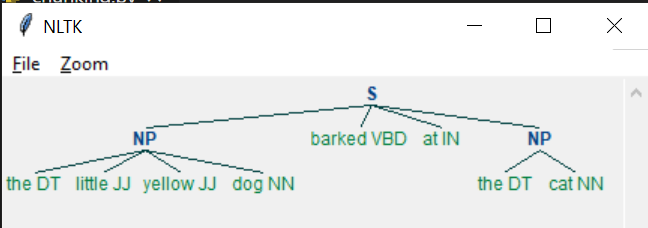 NLTK
File Zoom
S
NP barked VBD at IN NP
the DT little JJ yellow JJ dog NN the DT cat NN